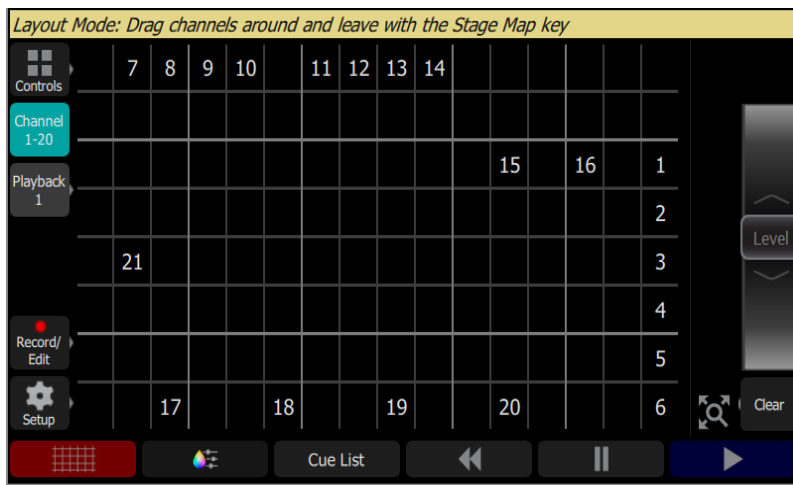 Layout Mode: Drag channels around and leave with the Stage Map key
Controls
7 8 9 10 11 12 13 14
Channel
1-20
15 16 1
Playback
1
2
Level
21 3
4
Record/
Edit
5
Setup
17 18 19 20 6
Clear
Cue List